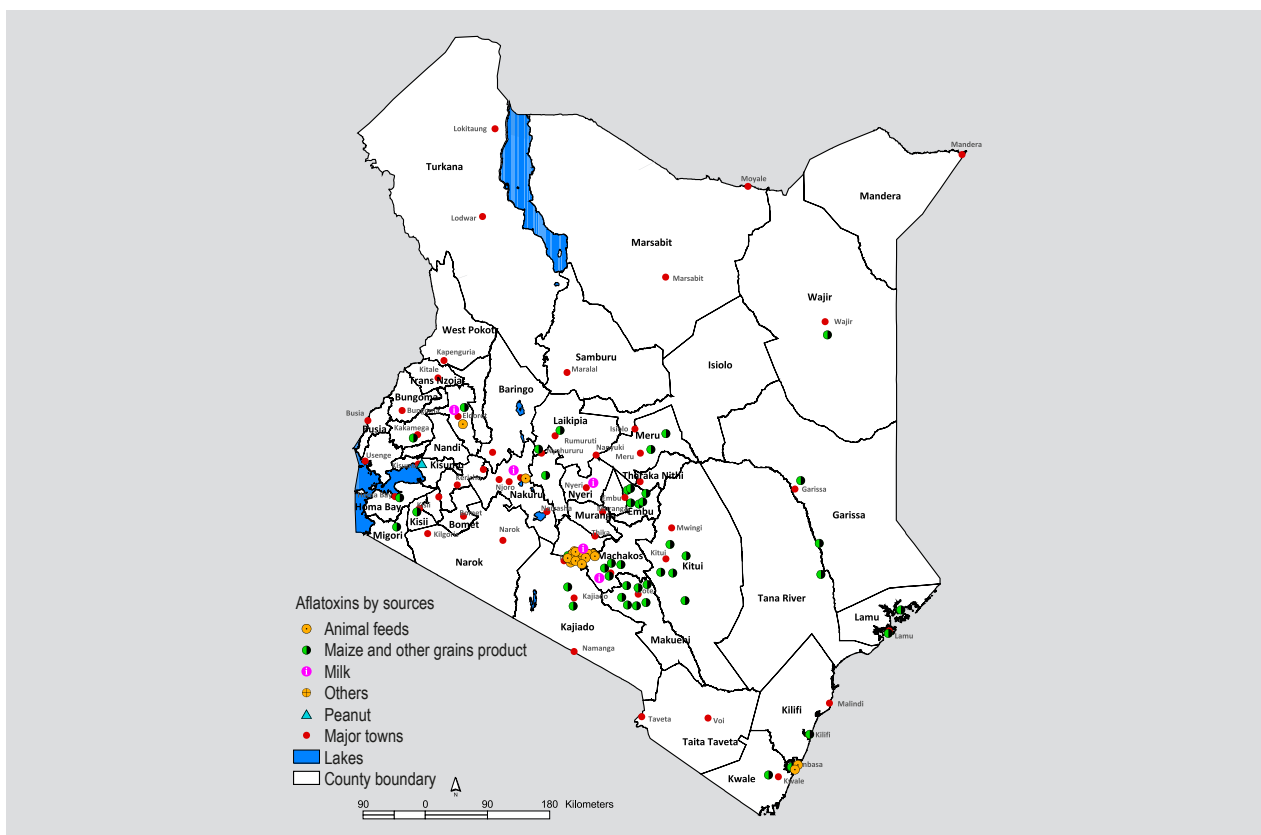 Mandera
Lokitaung
Turkana
Moyale
Mandera
Lodwar
Marsabit
Marsabit
Wajir
Wajir
West Pokot
Kapenguria
Samburu
Isiolo
Kitale
Maralal
Trans Nzoia
Baringo
Bungoma
Busia
Bungoma
Eldoret
Laikipia
Busia
Kakamega
Isiolo
Meru
Rumuruti
Nandi
Nanyuki
Meru
Usenge
Kisumu
Tharaka Nithi
Kericho
Njoro
Nyeri
Garissa
Nakuru
Nyeri
Embu
Homa Bay
Embu
Garissa
Kisii
Bomet
Muranga
Migori
Narok
Thika
Mwingi
Kilgoris
Machakos
Kitui
Narok
Kitui
Tana River
Kajiado
Lamu
Kajiado
Makueni
Lamu
Namanga
Malindi
Kilifi
Taveta
Voi
Kilifi
Taita Taveta
Kwale
Kwale
Aflatoxins by sources
Animal feeds
Maize and other grains product
Milk
Others
Peanut
Major towns
Lakes
County boundary
N
90 0 90 180 Kilometers